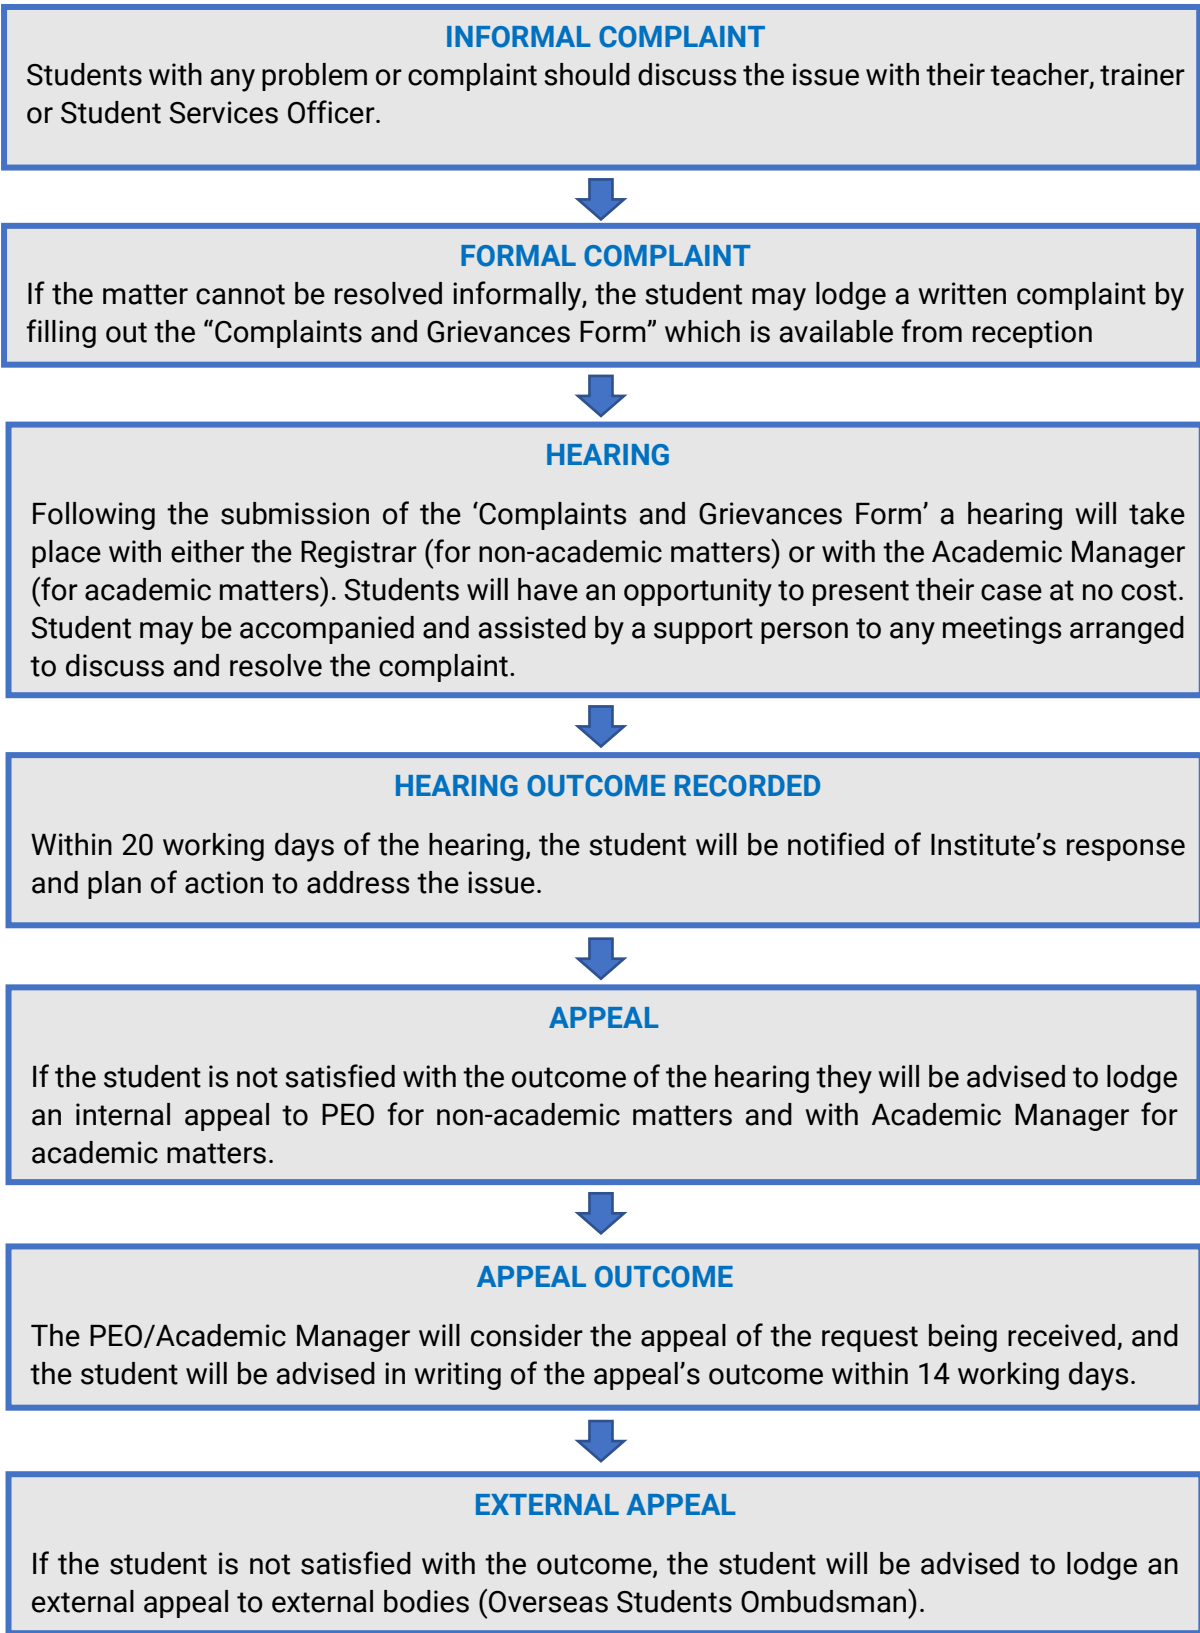 INFORMAL COMPLAINT
Students with any problem or complaint should discuss the issue with their teacher, trainer
or Student Services Officer.
FORMAL COMPLAINT
If the matter cannot be resolved informally, the student may lodge a written complaint by
filling out the “Complaints and Grievances Form” which is available from reception
HEARING
Following the submission of the ‘Complaints and Grievances Form’ a hearing will take
place with either the Registrar (for non-academic matters) or with the Academic Manager
(for academic matters). Students will have an opportunity to present their case at no cost.
Student may be accompanied and assisted by a support person to any meetings arranged
to discuss and resolve the complaint.
HEARING OUTCOME RECORDED
Within 20 working days of the hearing, the student will be notified of Institute’s response
and plan of action to address the issue.
APPEAL
If the student is not satisfied with the outcome of the hearing they will be advised to lodge
an internal appeal to PEO for non-academic matters and with Academic Manager for
academic matters.
APPEAL OUTCOME
The PEO/Academic Manager will consider the appeal of the request being received, and
the student will be advised in writing of the appeal’s outcome within 14 working days.
EXTERNAL APPEAL
If the student is not satisfied with the outcome, the student will be advised to lodge an
external appeal to external bodies (Overseas Students Ombudsman).